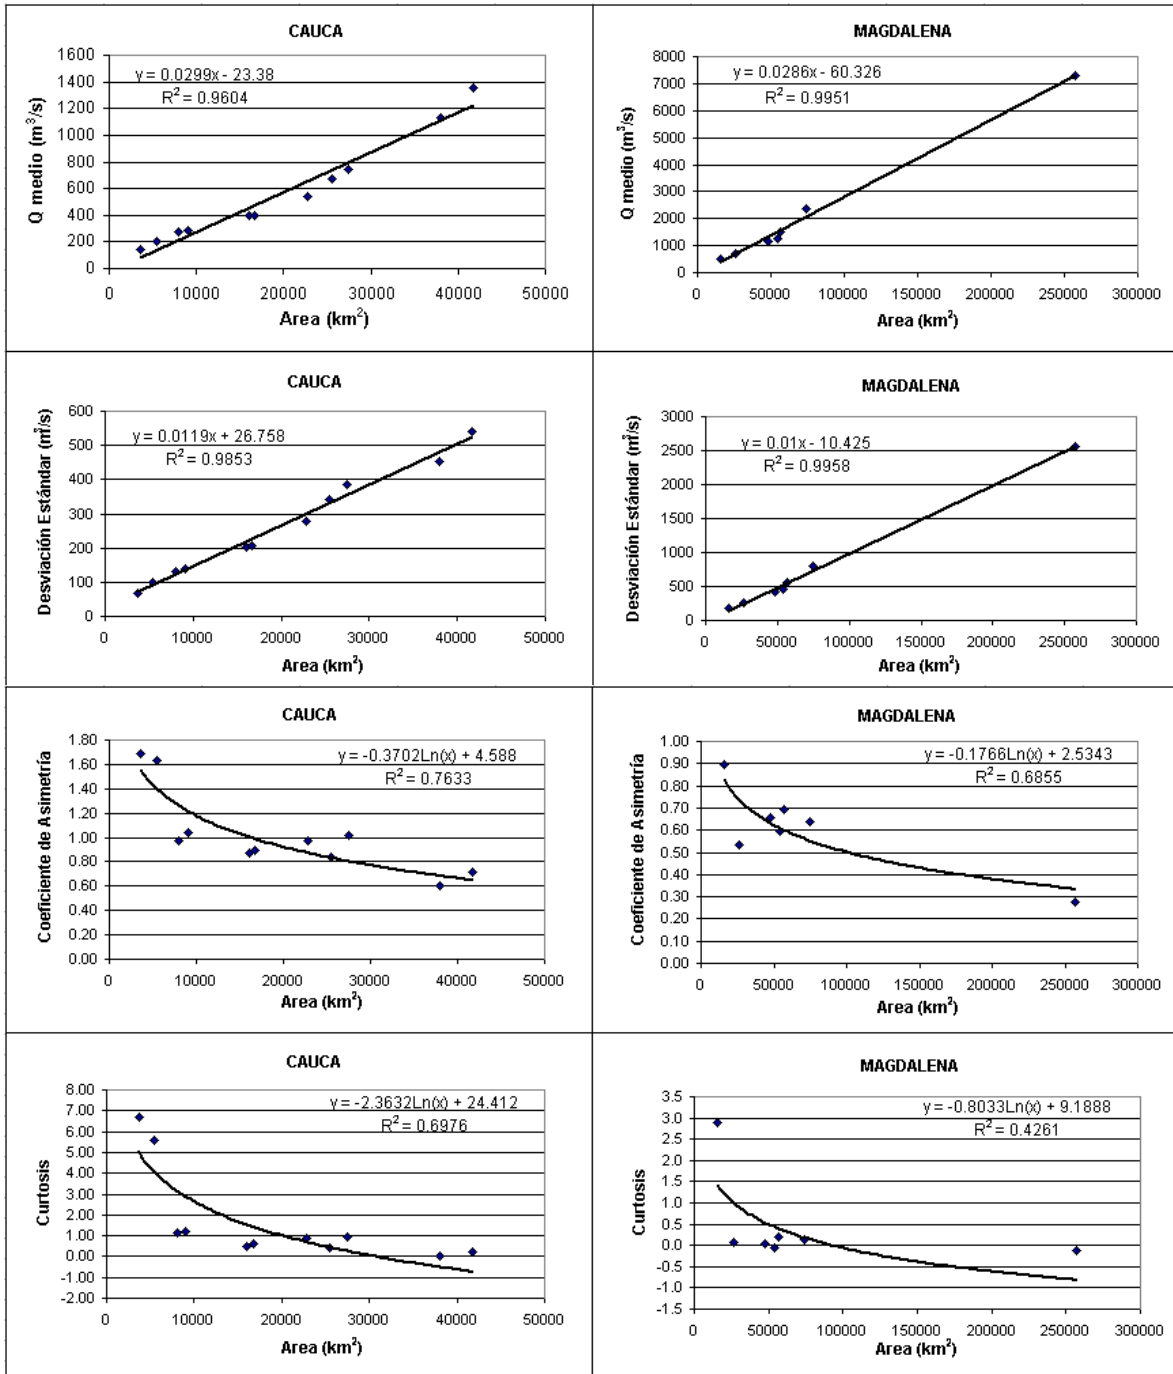 CAUCA
y = 0.0299x - 23.38
R² = 0.9604
Q medio (m³/s)
1600
1400
1200
1000
800
600
400
200
0
0 10000 20000 30000 40000 50000
Area (km²)
MAGDALENA
y = 0.0286x - 60.326
R² = 0.9951
Q medio (m³/s)
8000
7000
6000
5000
4000
3000
2000
1000
0
0 50000 100000 150000 200000 250000 300000
Area (km²)
CAUCA
y = 0.0119x + 26.758
R² = 0.9853
Desviación Estándar (m³/s)
600
500
400
300
200
100
0
0 10000 20000 30000 40000 50000
Area (km²)
MAGDALENA
y = 0.01x - 10.425
R² = 0.9958
Desviación Estándar (m³/s)
3000
2500
2000
1500
1000
500
0
0 50000 100000 150000 200000 250000 300000
Area (km²)
CAUCA
y = -0.3702Ln(x) + 4.588
R² = 0.7633
Coeficiente de Asimetría
1.80
1.60
1.40
1.20
1.00
0.80
0.60
0.40
0.20
0.00
0 10000 20000 30000 40000 50000
Area (km²)
MAGDALENA
y = -0.1766Ln(x) + 2.5343
R² = 0.6855
Coeficiente de Asimetría
1.00
0.90
0.80
0.70
0.60
0.50
0.40
0.30
0.20
0.10
0.00
0 50000 100000 150000 200000 250000 300000
Area (km²)
CAUCA
y = -2.3632Ln(x) + 24.412
R² = 0.6976
Curtosis
8.00
7.00
6.00
5.00
4.00
3.00
2.00
1.00
0.00
-1.00
-2.00
0 10000 20000 30000 40000 50000
Area (km²)
MAGDALENA
y = -0.8033Ln(x) + 9.1888
R² = 0.4261
Curtosis
3.5
3.0
2.5
2.0
1.5
1.0
0.5
0.0
-0.5
-1.0
-1.5
0 50000 100000 150000 200000 250000 300000
Area (km²)